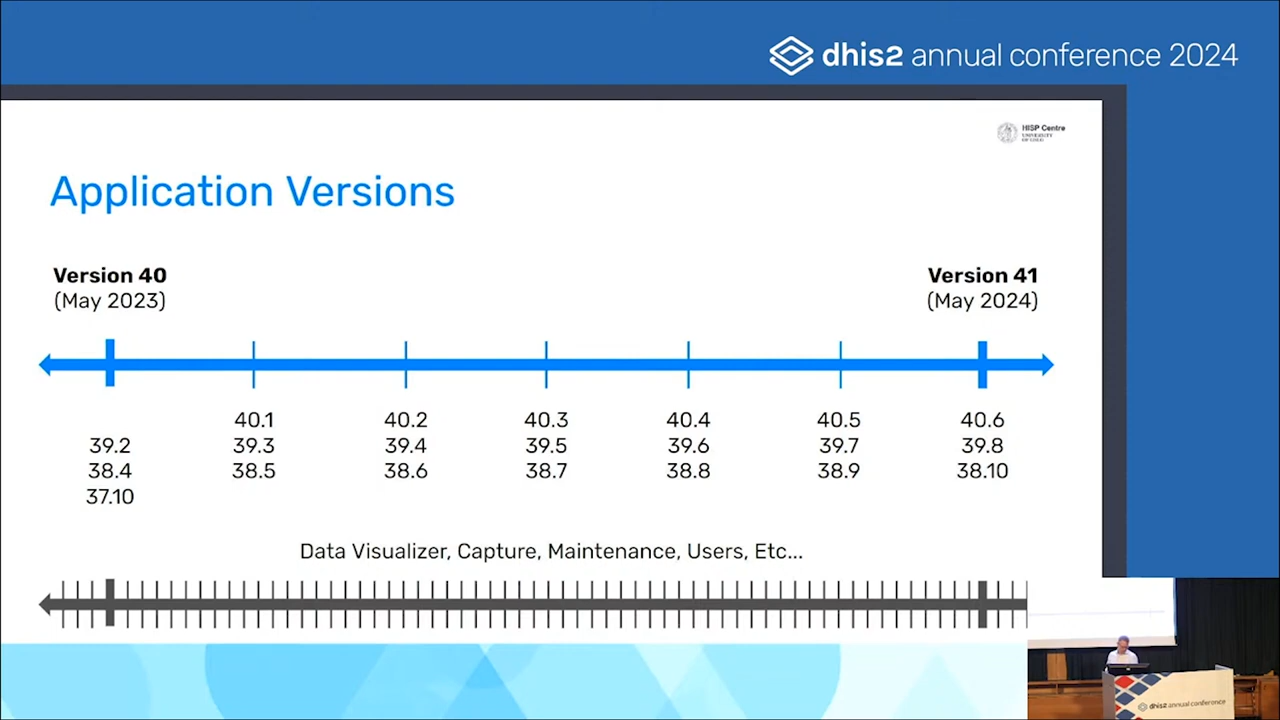 dhis2 annual conference 2024
HISP Centre
UNIVERSITY
OF OSLO
Application Versions
Version 40
(May 2023)
Version 41
(May 2024)
40.1 40.2 40.3 40.4 40.5 40.6
39.2 39.3 39.4 39.5 39.6 39.7 39.8
38.4 38.5 38.6 38.7 38.8 38.9 38.10
37.10
Data Visualizer, Capture, Maintenance, Users, Etc...
dhis2 annual conference